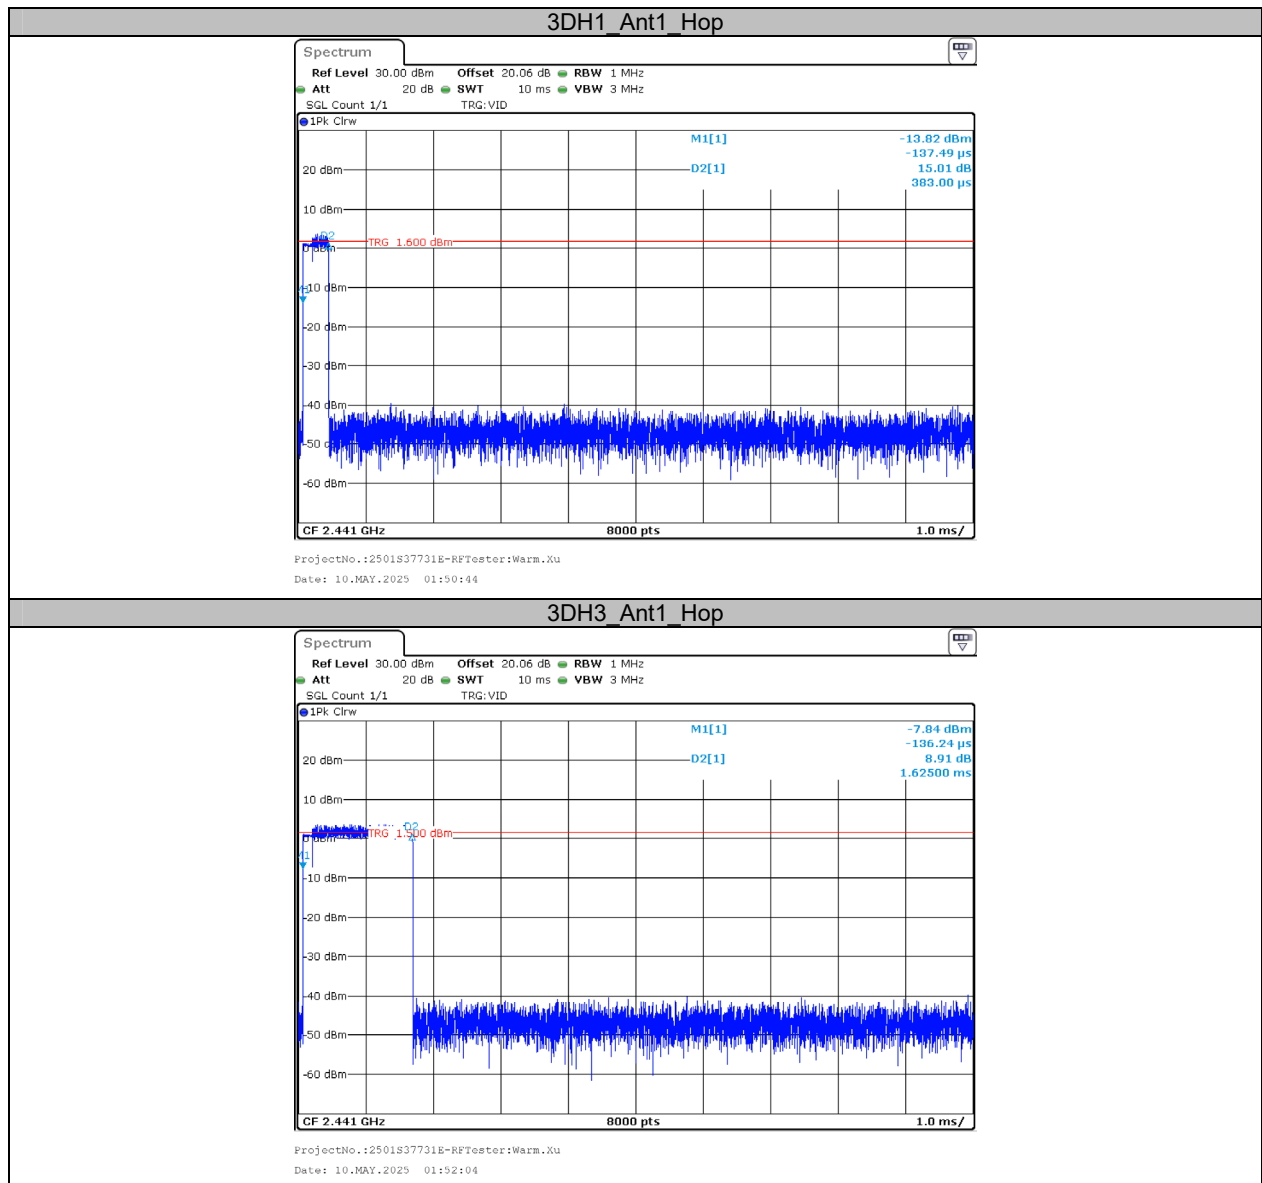 3DH1_Ant1_Hop
Spectrum
Ref Level 30.00 dBm Offset 20.06 dB RBW 1 MHz
Att 20 dB SWT 10 ms VBW 3 MHz
SGL Count 1/1 TRG:VID
1Pk Clrw
M1[1] -13.82 dBm
-137.49 µs
20 dBm D2[1] 15.01 dB
383.00 µs
10 dBm
D2
TRG 1.600 dBm
0 dBm
M1
-10 dBm
-20 dBm
-30 dBm
-40 dBm
-50 dBm
-60 dBm
CF 2.441 GHz 8000 pts 1.0 ms/
ProjectNo.:2501S37731E-RFTester:Warm.Xu
Date: 10.MAY.2025 01:50:44
3DH3_Ant1_Hop
Spectrum
Ref Level 30.00 dBm Offset 20.06 dB RBW 1 MHz
Att 20 dB SWT 10 ms VBW 3 MHz
SGL Count 1/1 TRG:VID
1Pk Clrw
M1[1] -7.84 dBm
-136.24 µs
20 dBm D2[1] 8.91 dB
1.62500 ms
10 dBm
D2
TRG 1.500 dBm
0 dBm
M1
-10 dBm
-20 dBm
-30 dBm
-40 dBm
-50 dBm
-60 dBm
CF 2.441 GHz 8000 pts 1.0 ms/
ProjectNo.:2501S37731E-RFTester:Warm.Xu
Date: 10.MAY.2025 01:52:04